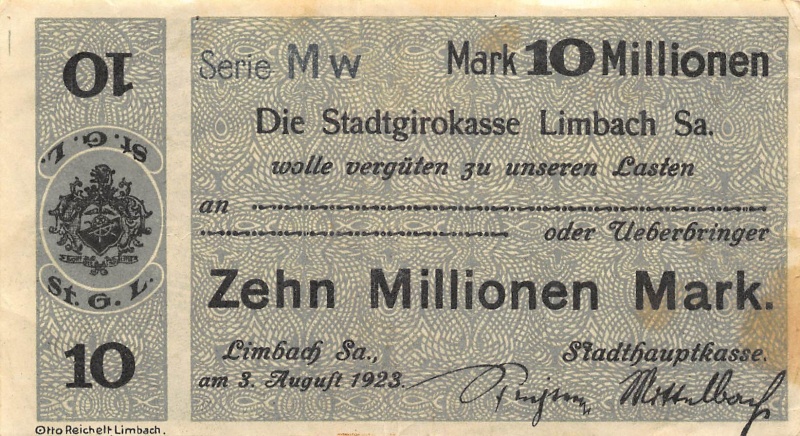 10
St. G. L.
St. G. L.
10
Serie Mw Mark 10 Millionen
Die Stadtgirokasse Limbach Sa.
wolle vergüten zu unseren Lasten
an
oder Ueberbringer
Zehn Millionen Mark.
Limbach Sa., Stadthauptkasse.
am 3. August 1923.
Mittelbach
Otto Reichelt Limbach.